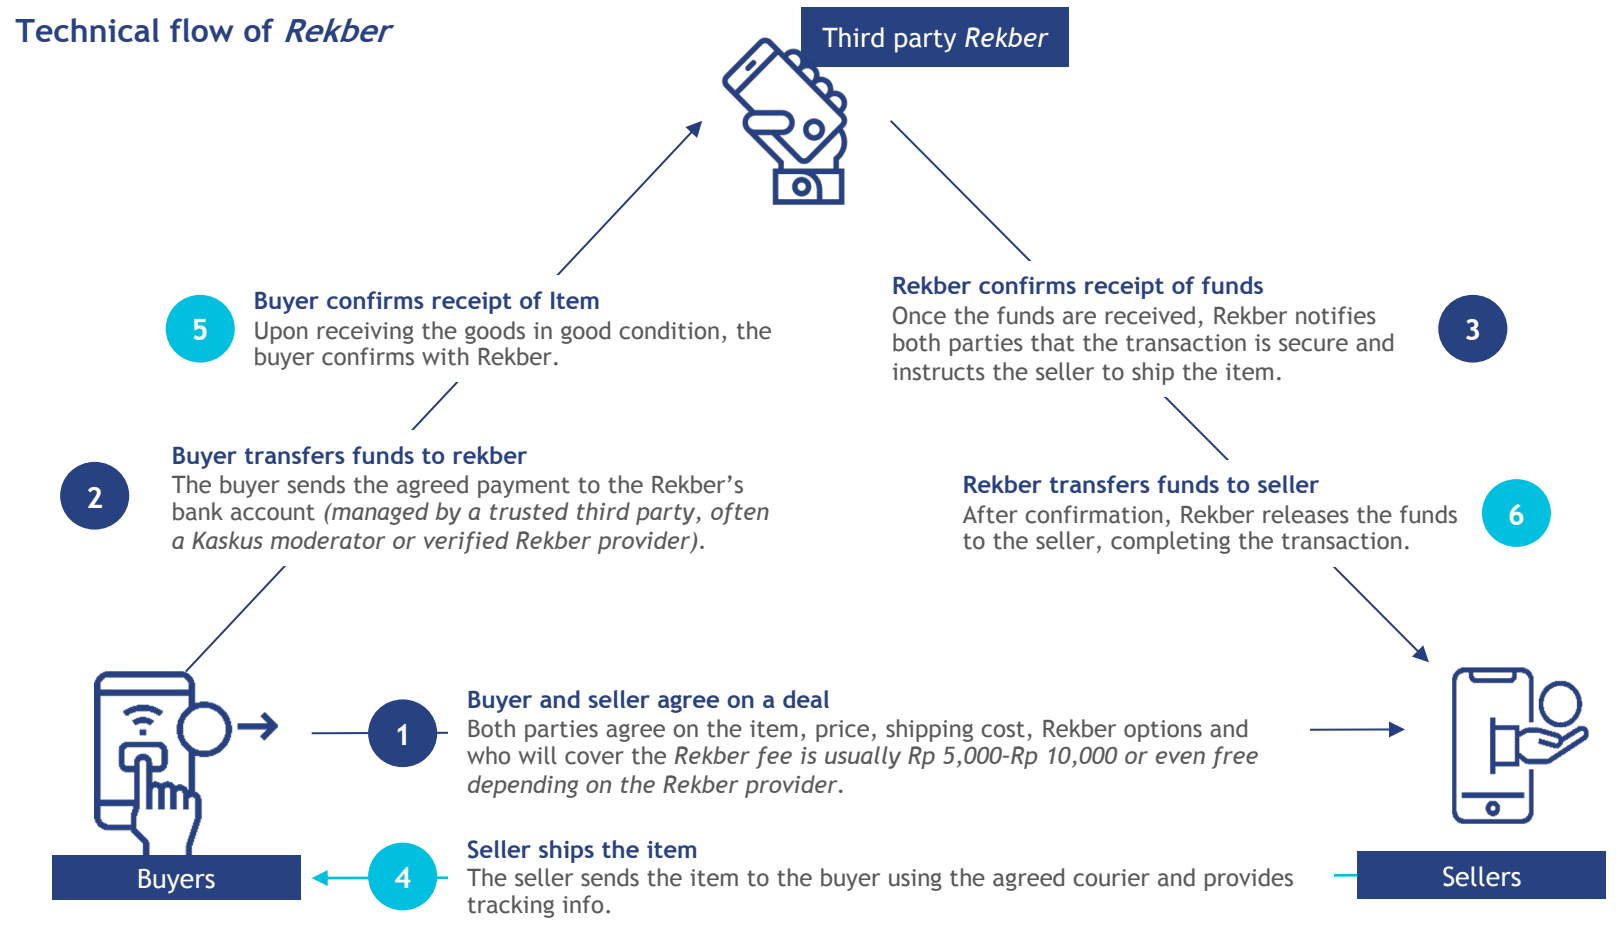 Technical flow of Rekber
Third party Rekber
5
Buyer confirms receipt of Item
Upon receiving the goods in good condition, the
buyer confirms with Rekber.
Rekber confirms receipt of funds
Once the funds are received, Rekber notifies
both parties that the transaction is secure and
instructs the seller to ship the item.
3
2
Buyer transfers funds to rekber
The buyer sends the agreed payment to the Rekber’s
bank account (managed by a trusted third party, often
a Kaskus moderator or verified Rekber provider).
Rekber transfers funds to seller
After confirmation, Rekber releases the funds
to the seller, completing the transaction.
6
1
Buyer and seller agree on a deal
Both parties agree on the item, price, shipping cost, Rekber options and
who will cover the Rekber fee is usually Rp 5,000–Rp 10,000 or even free
depending on the Rekber provider.
Buyers
4
Seller ships the item
The seller sends the item to the buyer using the agreed courier and provides
tracking info.
Sellers